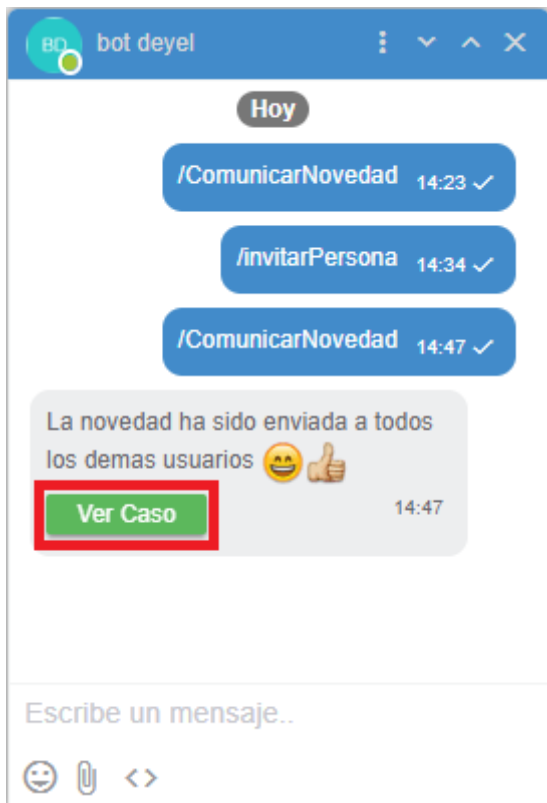 BD bot deyel
Hoy
/ComunicarNovedad 14:23
/invitarPersona 14:34
/ComunicarNovedad 14:47
La novedad ha sido enviada a todos
los demas usuarios
Ver Caso 14:47
Escribe un mensaje..